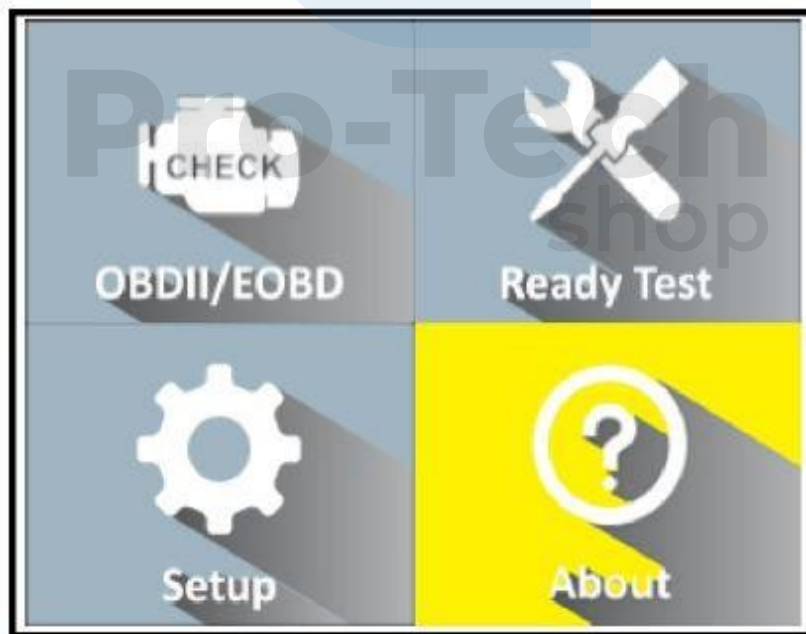 Pro-Tech
shop
CHECK
OBDII/EOBD
Ready Test
?
Setup
About